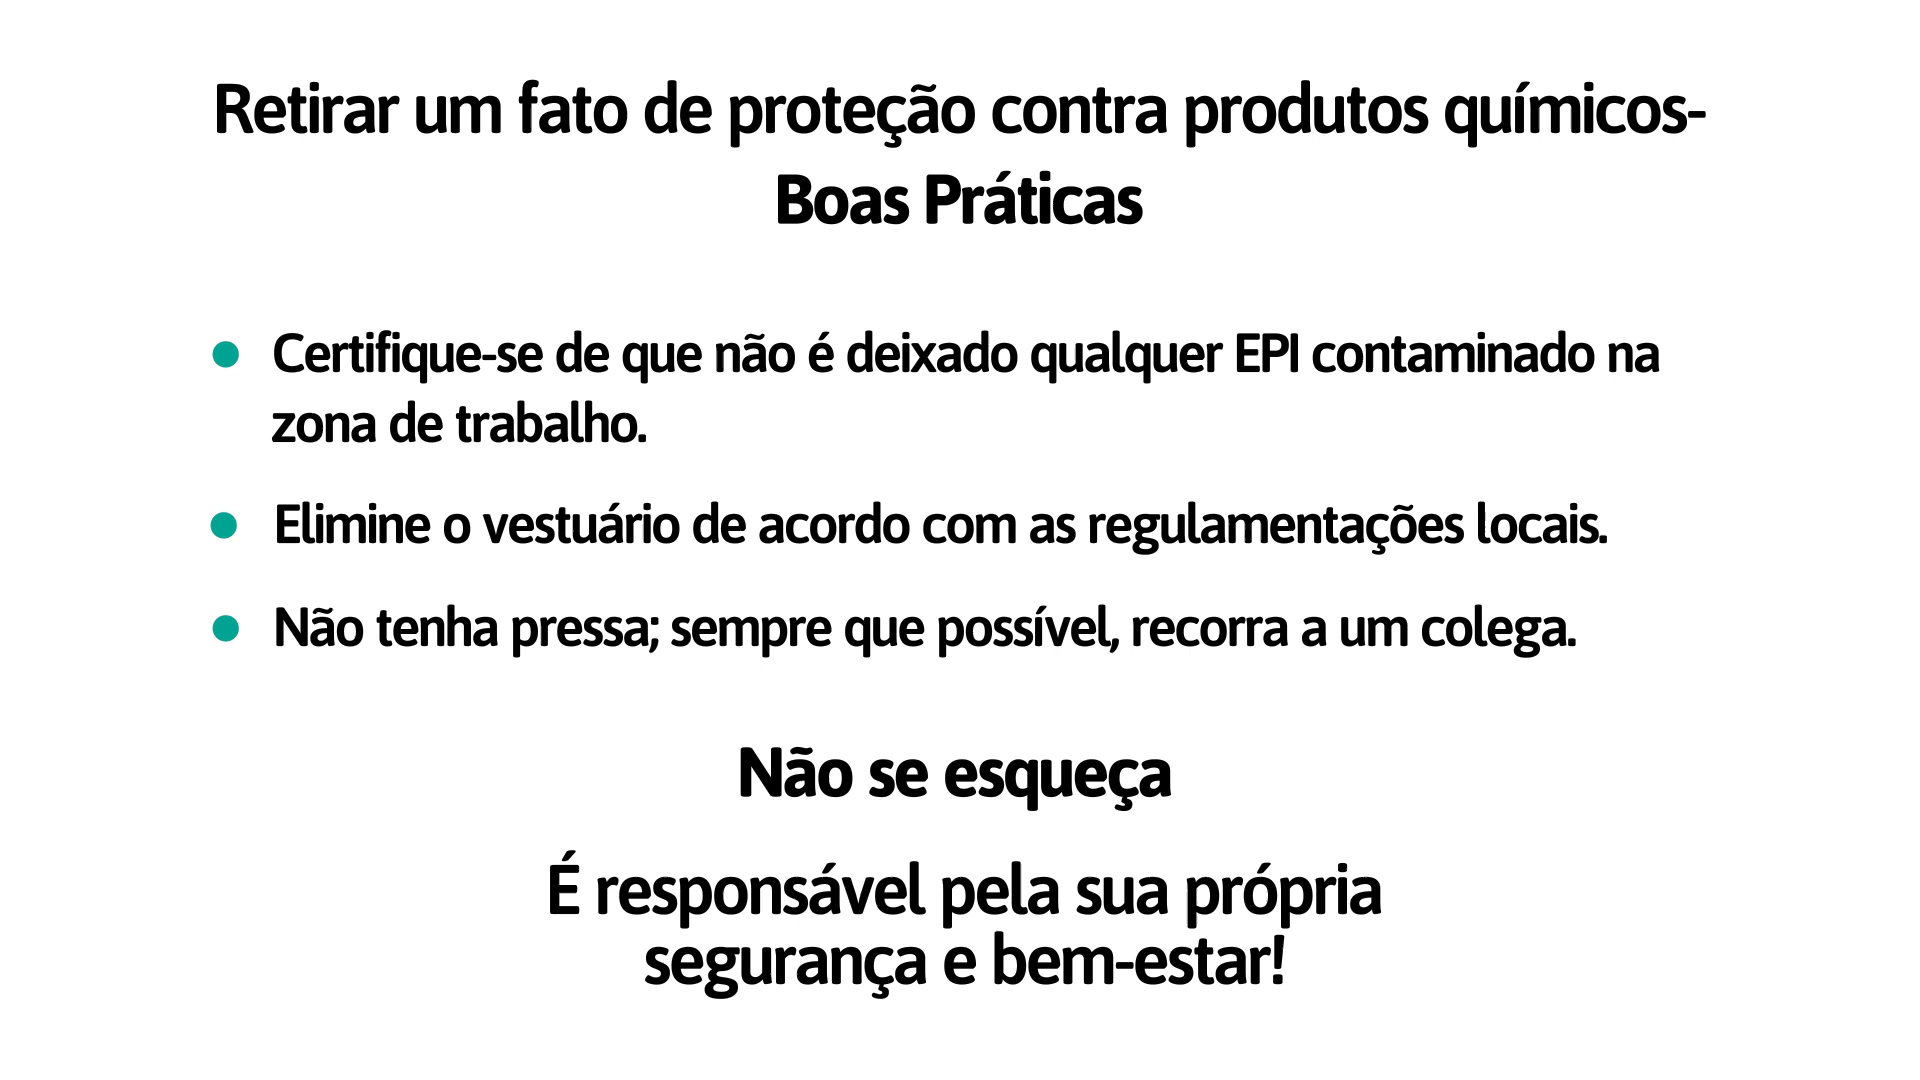 Retirar um fato de proteção contra produtos químicos-
Boas Práticas
● Certifique-se de que não é deixado qualquer EPI contaminado na
zona de trabalho.
● Elimine o vestuário de acordo com as regulamentações locais.
● Não tenha pressa; sempre que possível, recorra a um colega.
Não se esqueça
É responsável pela sua própria
segurança e bem-estar!